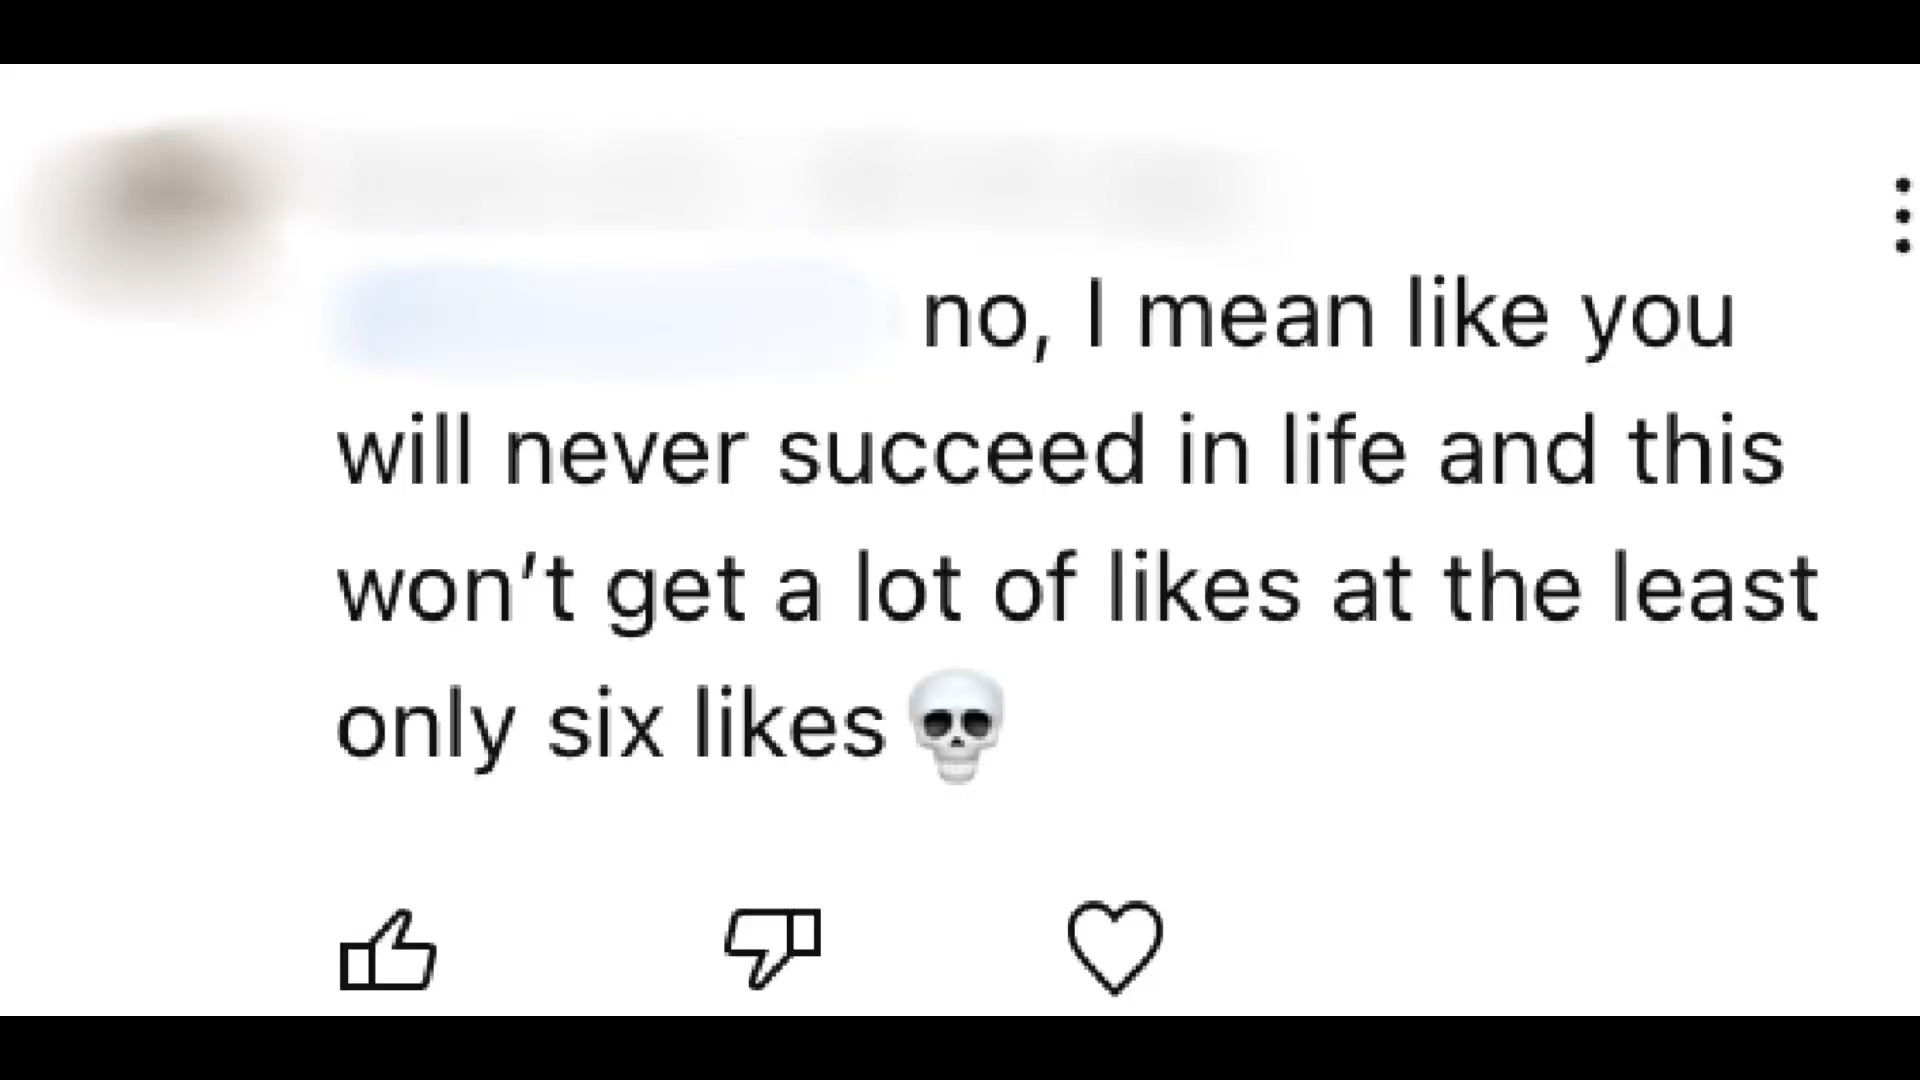 no, I mean like you
will never succeed in life and this
won’t get a lot of likes at the least
only six likes💀